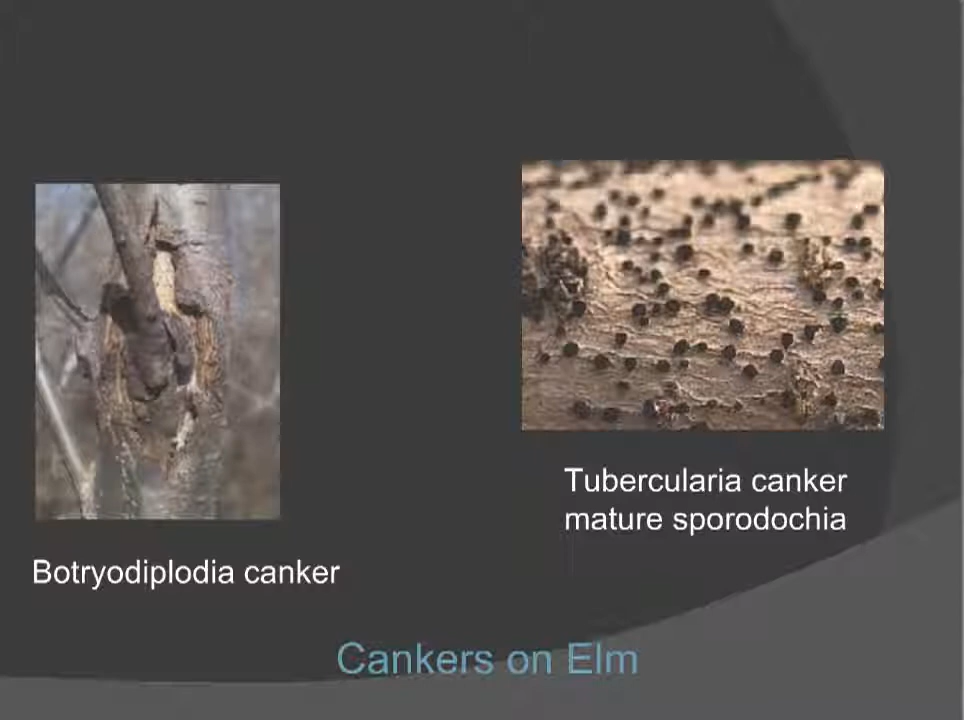 Tubercularia canker
mature sporodochia
Botryodiplodia canker
Cankers on Elm